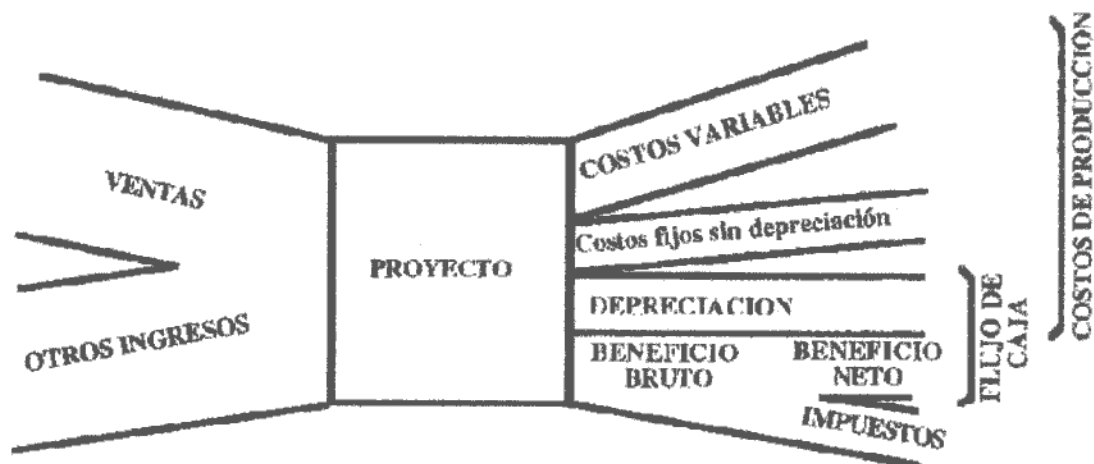 VENTAS
OTROS INGRESOS
PROYECTO
COSTOS VARIABLES
Costos fijos sin depreciación
DEPRECIACION
BENEFICIO
BRUTO
BENEFICIO
NETO
IMPUESTOS
FLUJO DE
CAJA
COSTOS DE PRODUCCION